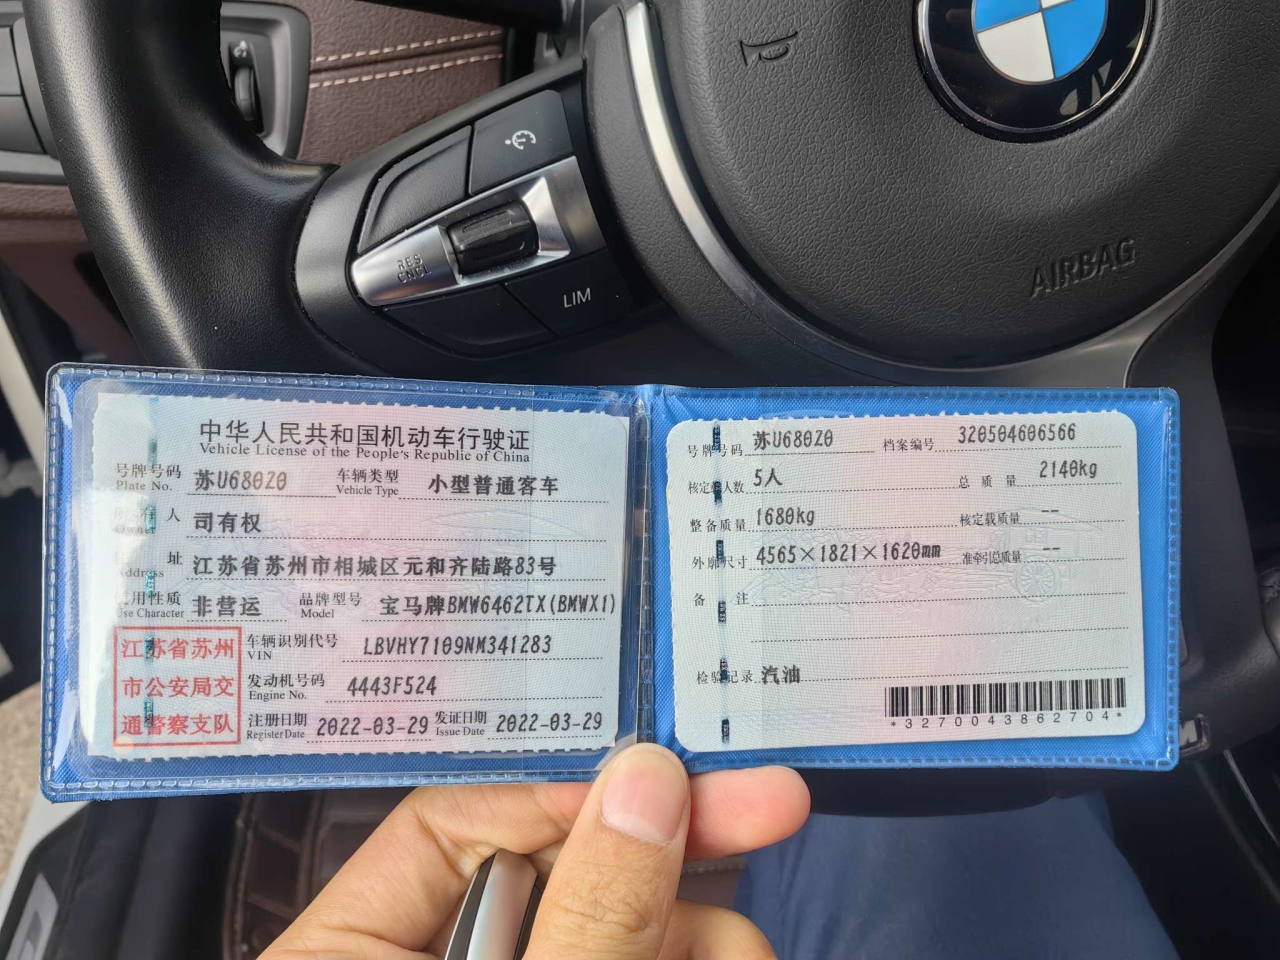 RES
CNCL
LIM
AIRBAG
中华人民共和国机动车行驶证
Vehicle License of the People's Republic of China
号牌号码 苏U680Z0 车辆类型 小型普通客车
Plate No. Vehicle Type
所有人 司有权
Owner
址 江苏省苏州市相城区元和齐陆路83号
Address
使用性质 非营运 品牌型号 宝马牌BMW6462TX(BMWX1)
Use Character Model
江苏省苏州
市公安局交
通警察支队
车辆识别代号 LBVHY7109NM341283
VIN
发动机号码 4443F524
Engine No.
注册日期 2022-03-29 发证日期 2022-03-29
Register Date Issue Date
号牌号码 苏U680Z0 档案编号 320504606566
核定人数 5人 总质量 2140kg
整备质量 1680kg 核定载质量 --
外廓尺寸 4565×1821×1620mm 准牵引总质量 --
备注
检验记录 汽油
*3270043862704*